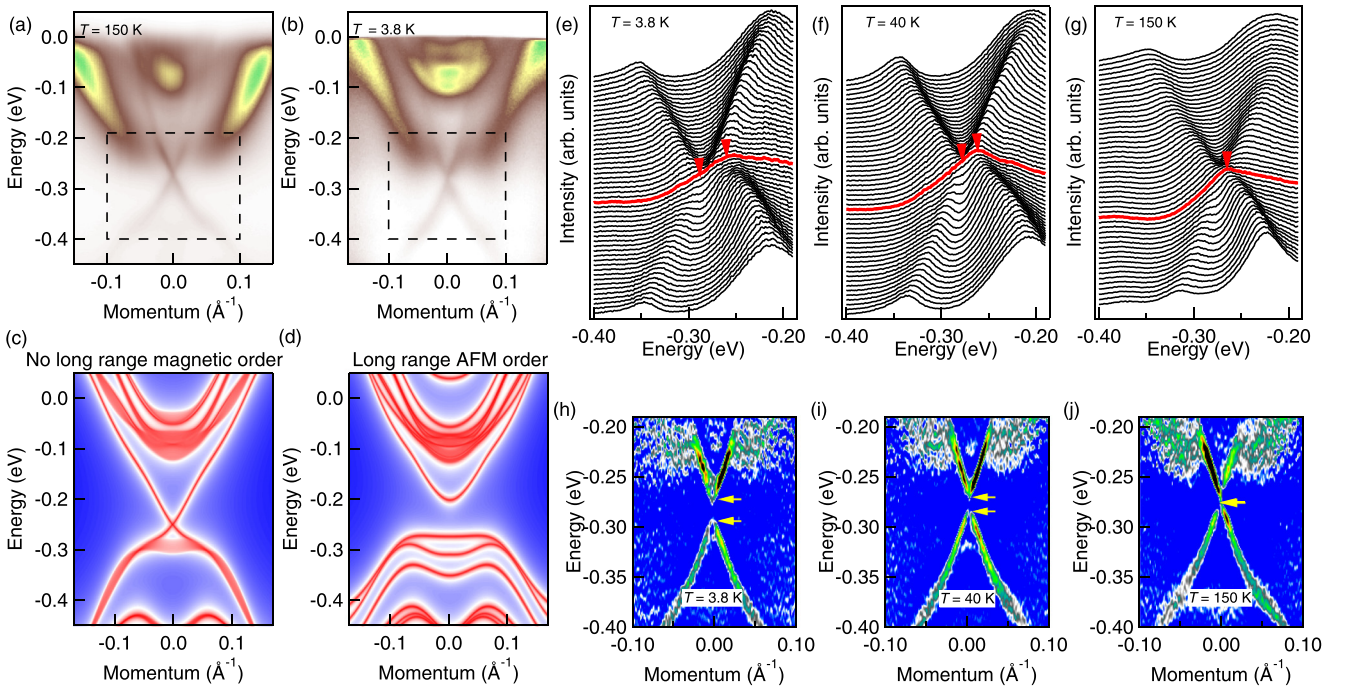 (a)
T = 150 K
0.0
-0.1
-0.2
-0.3
-0.4
Energy (eV)
-0.1 0.0 0.1
Momentum (Å⁻¹)
(b)
T = 3.8 K
0.0
-0.1
-0.2
-0.3
-0.4
Energy (eV)
-0.1 0.0 0.1
Momentum (Å⁻¹)
(c)
No long range magnetic order
0.0
-0.1
-0.2
-0.3
-0.4
Energy (eV)
-0.1 0.0 0.1
Momentum (Å⁻¹)
(d)
Long range AFM order
0.0
-0.1
-0.2
-0.3
-0.4
Energy (eV)
-0.1 0.0 0.1
Momentum (Å⁻¹)
(e)
T = 3.8 K
Intensity (arb. units)
-0.40 -0.30 -0.20
Energy (eV)
(f)
T = 40 K
Intensity (arb. units)
-0.40 -0.30 -0.20
Energy (eV)
(g)
T = 150 K
Intensity (arb. units)
-0.40 -0.30 -0.20
Energy (eV)
(h)
-0.20
-0.25
-0.30
-0.35
-0.40
Energy (eV)
T = 3.8 K
-0.10 0.00 0.10
Momentum (Å⁻¹)
(i)
-0.20
-0.25
-0.30
-0.35
-0.40
Energy (eV)
T = 40 K
-0.10 0.00 0.10
Momentum (Å⁻¹)
(j)
-0.20
-0.25
-0.30
-0.35
-0.40
Energy (eV)
T = 150 K
-0.10 0.00 0.10
Momentum (Å⁻¹)